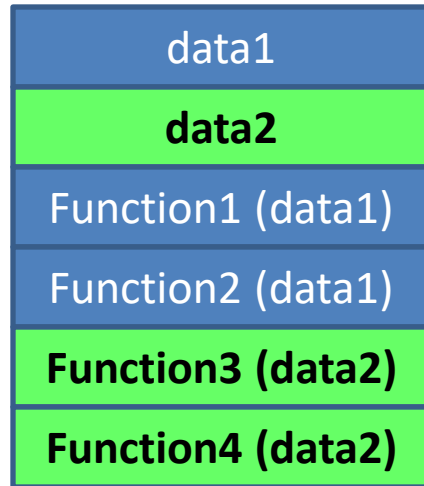 data1
data2
Function1 (data1)
Function2 (data1)
Function3 (data2)
Function4 (data2)